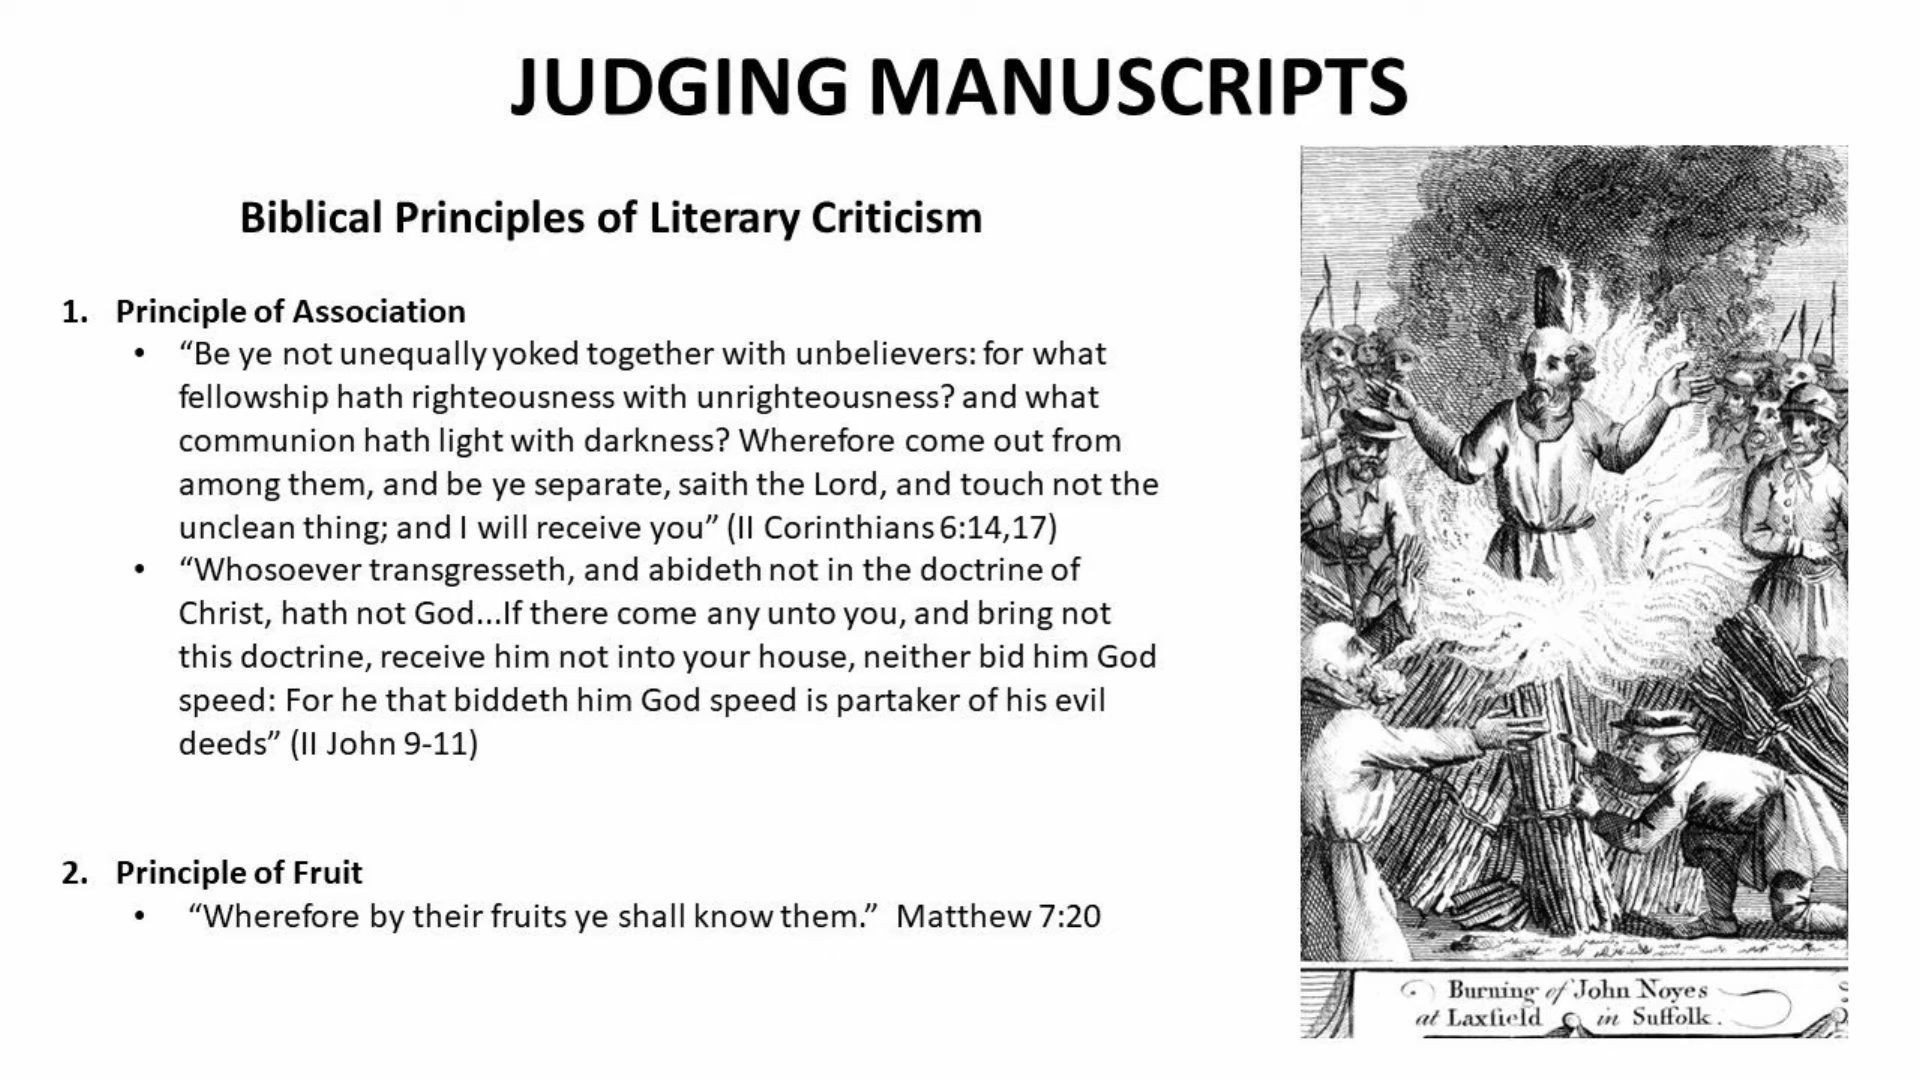 JUDGING MANUSCRIPTS
Biblical Principles of Literary Criticism
1. Principle of Association
• “Be ye not unequally yoked together with unbelievers: for what
fellowship hath righteousness with unrighteousness? and what
communion hath light with darkness? Wherefore come out from
among them, and be ye separate, saith the Lord, and touch not the
unclean thing; and I will receive you” (II Corinthians 6:14,17)
• “Whosoever transgresseth, and abideth not in the doctrine of
Christ, hath not God...If there come any unto you, and bring not
this doctrine, receive him not into your house, neither bid him God
speed: For he that biddeth him God speed is partaker of his evil
deeds” (II John 9-11)
2. Principle of Fruit
• “Wherefore by their fruits ye shall know them.” Matthew 7:20
Burning of John Noyes
at Laxfield in Suffolk.